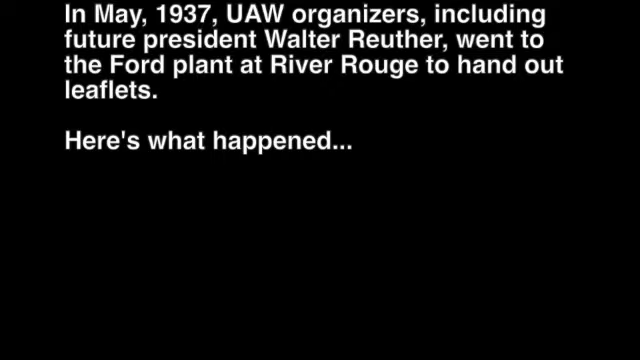 In May, 1937, UAW organizers, including
future president Walter Reuther, went to
the Ford plant at River Rouge to hand out
leaflets.
Here's what happened...